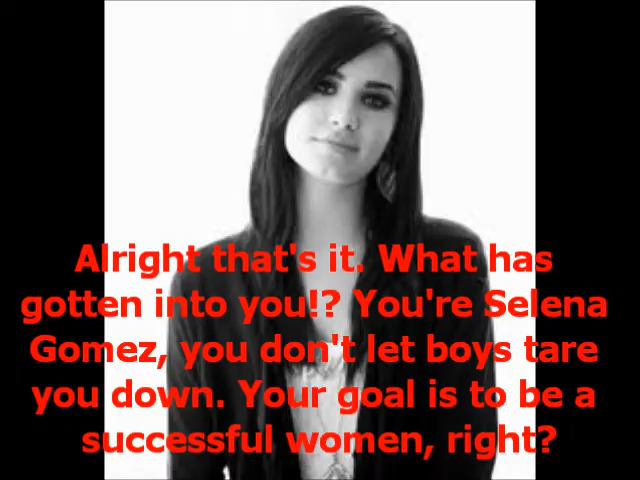 Alright that's it. What has
gotten into you!? You're Selena
Gomez, you don't let boys tare
you down. Your goal is to be a
successful women, right?